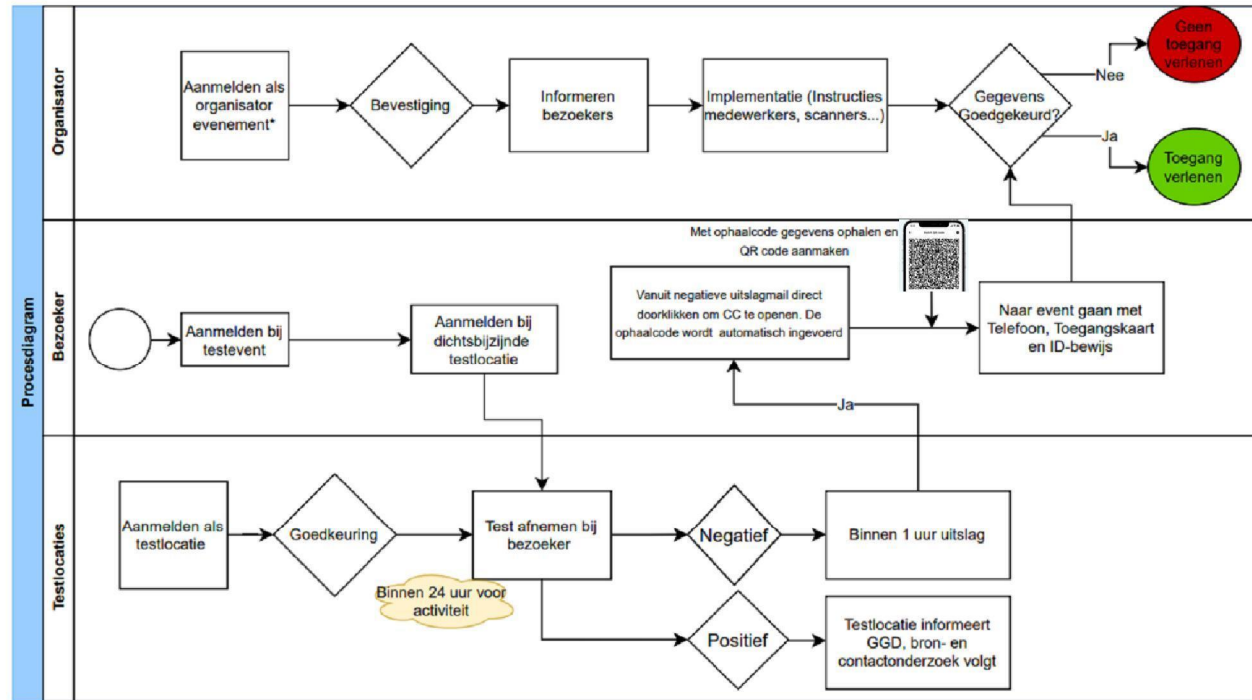 Procesdiagram
Organisator
Aanmelden als
organisator
evenement*
Bevestiging
Informeren
bezoekers
Implementatie (Instructies
medewerkers, scanners...)
Gegevens
Goedgekeurd?
Nee
Geen
toegang
verlenen
Ja
Toegang
verlenen
Bezoeker
Aanmelden bij
testevent
Aanmelden bij
dichtsbijzijnde
testlocatie
Met ophaalcode gegevens ophalen en
QR code aanmaken
Vanuit negatieve uitslagmail direct
doorklikken om CC te openen. De
ophaalcode wordt automatisch ingevoerd
Naar event gaan met
Telefoon, Toegangskaart
en ID-bewijs
Ja
Testlocaties
Aanmelden als
testlocatie
Goedkeuring
Test afnemen bij
bezoeker
Binnen 24 uur voor
activiteit
Negatief
Binnen 1 uur uitslag
Positief
Testlocatie informeert
GGD, bron- en
contactonderzoek volgt